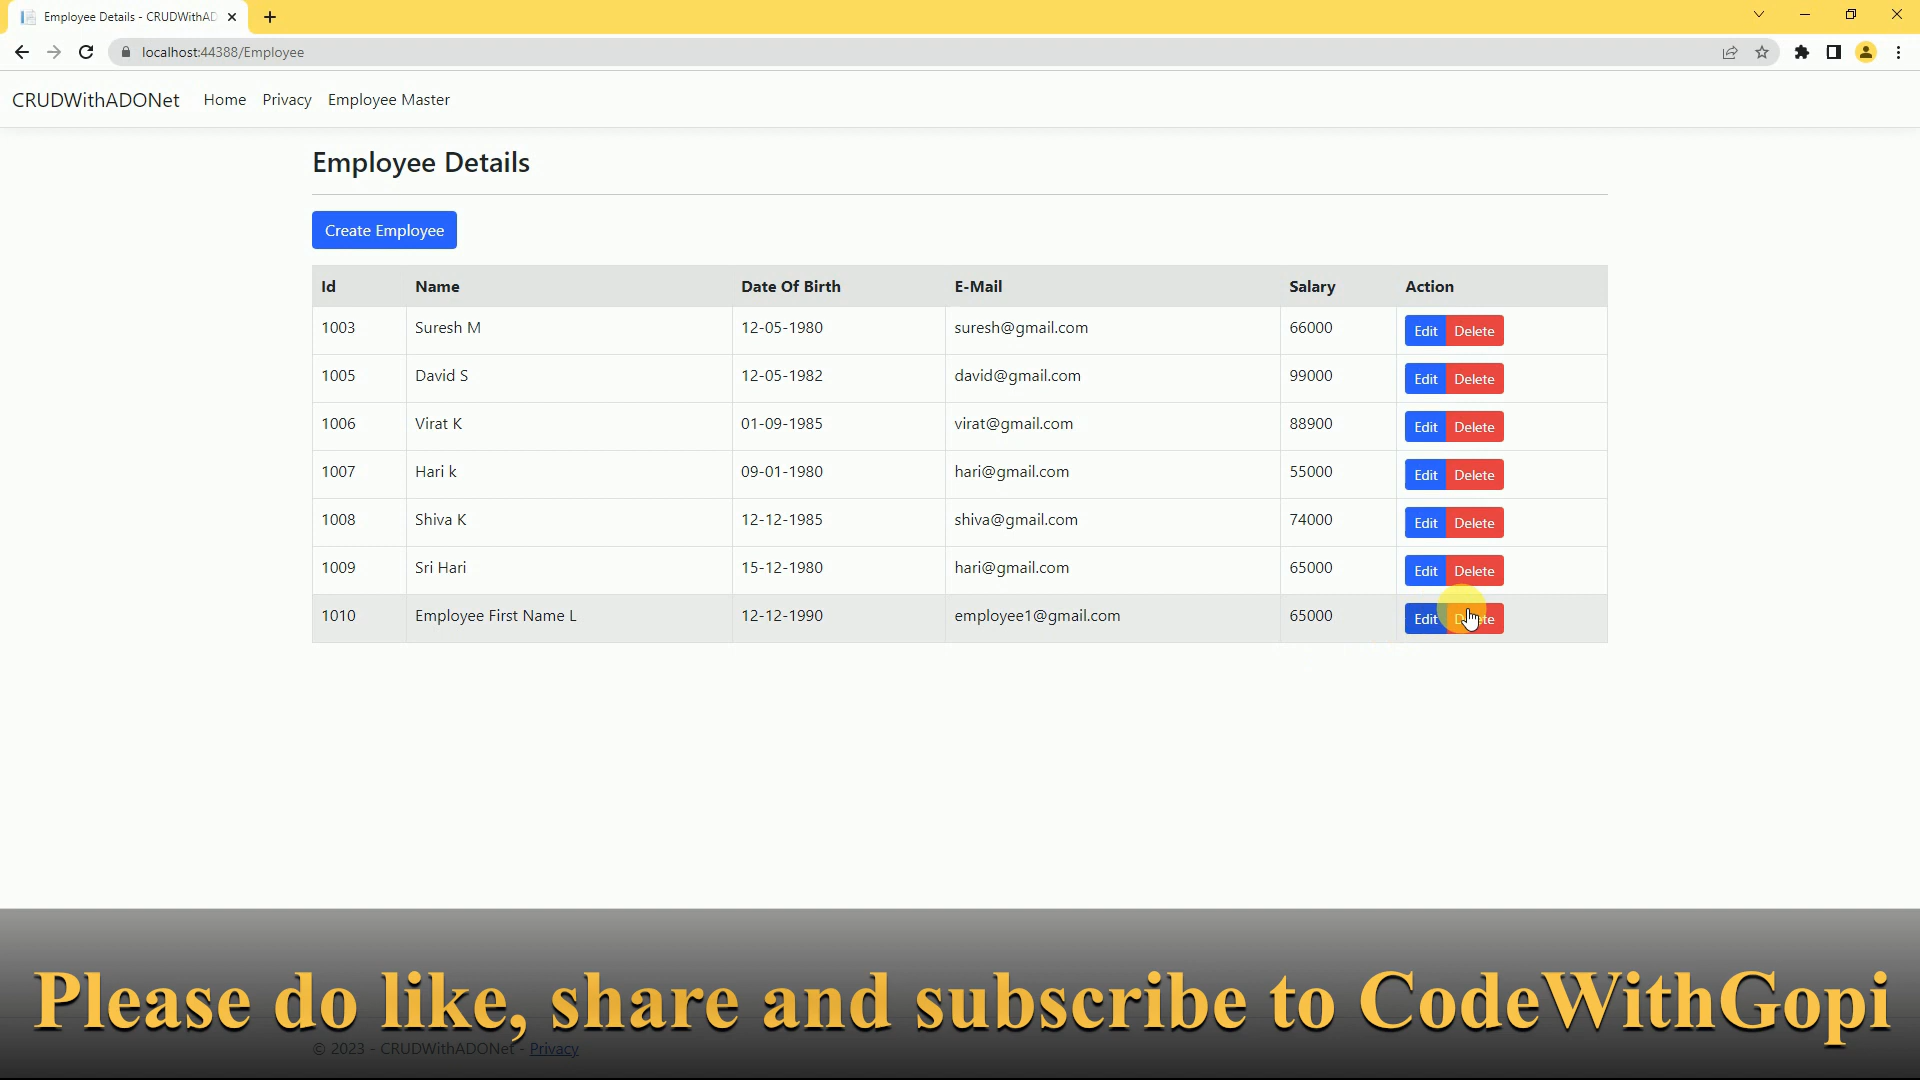 Employee Details - CRUDWithAD
localhost:44388/Employee
CRUDWithADONet Home Privacy Employee Master
Employee Details
Create Employee
Id Name Date Of Birth E-Mail Salary Action
1003 Suresh M 12-05-1980 suresh@gmail.com 66000 Edit Delete
1005 David S 12-05-1982 david@gmail.com 99000 Edit Delete
1006 Virat K 01-09-1985 virat@gmail.com 88900 Edit Delete
1007 Hari k 09-01-1980 hari@gmail.com 55000 Edit Delete
1008 Shiva K 12-12-1985 shiva@gmail.com 74000 Edit Delete
1009 Sri Hari 15-12-1980 hari@gmail.com 65000 Edit Delete
1010 Employee First Name L 12-12-1990 employee1@gmail.com 65000 Edit Delete
Please do like, share and subscribe to CodeWithGopi
© 2023 - CRUDWithADONet - Privacy